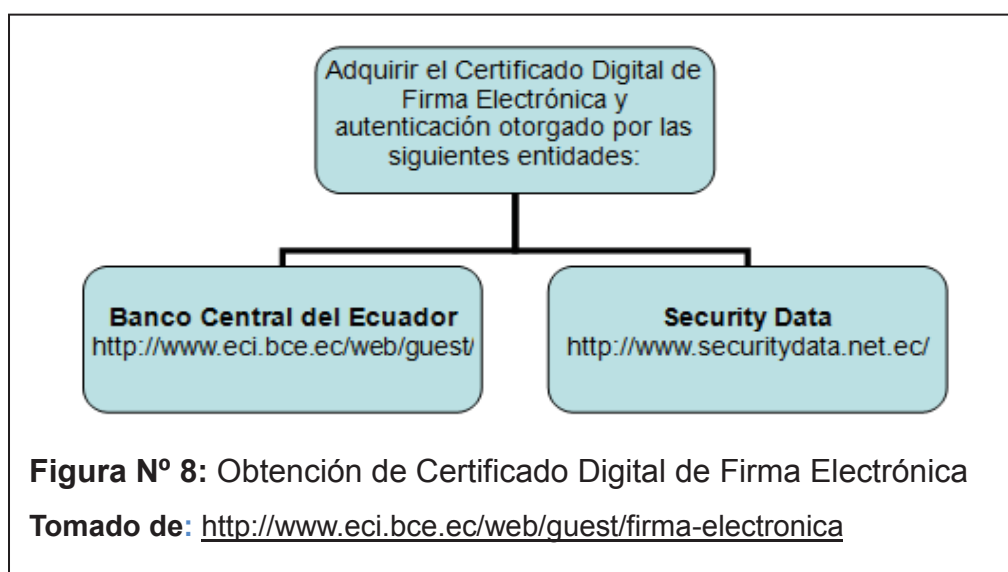 Adquirir el Certificado Digital de
Firma Electrónica y
autenticación otorgado por las
siguientes entidades:
Banco Central del Ecuador
http://www.eci.bce.ec/web/guest/
Security Data
http://www.securitydata.net.ec/
Figura Nº 8: Obtención de Certificado Digital de Firma Electrónica
Tomado de: http://www.eci.bce.ec/web/guest/firma-electronica